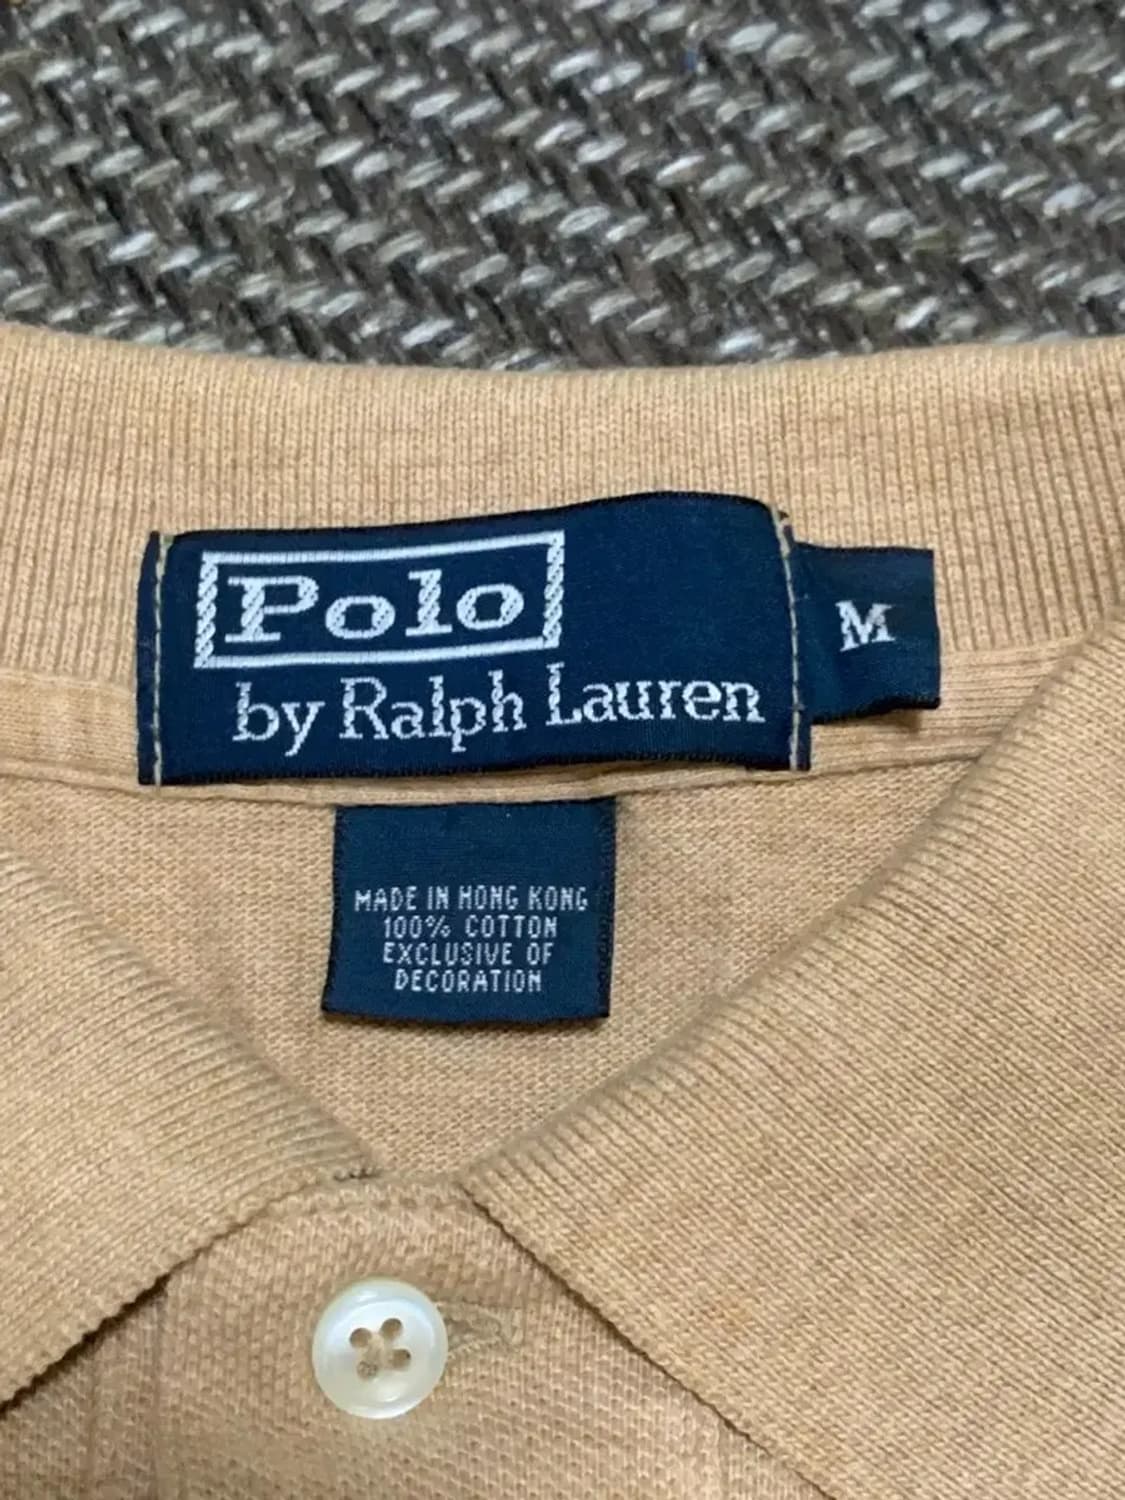 Polo
by Ralph Lauren
M
MADE IN HONG KONG
100% COTTON
EXCLUSIVE OF
DECORATION